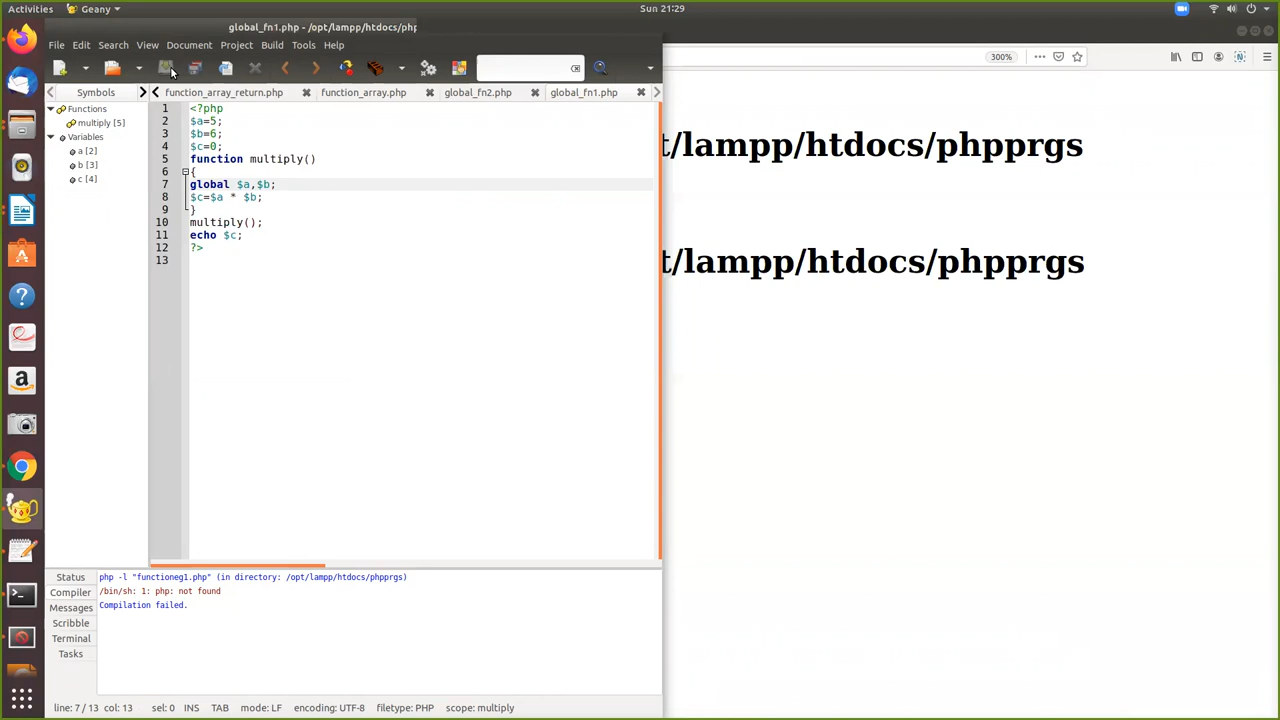 Activities
Geany
Sun 21:29
global_fn1.php - /opt/lampp/htdocs/php
File Edit Search View Document Project Build Tools Help
300%
Symbols
function_array_return.php
function_array.php
global_fn2.php
global_fn1.php
Functions
multiply [5]
Variables
a [2]
b [3]
c [4]
1 <?php
2 $a=5;
3 $b=6;
4 $c=0;
5 function multiply()
6 {
7 global $a,$b;
8 $c=$a * $b;
9 }
10 multiply();
11 echo $c;
12 ?>
13
t/lampp/htdocs/phpprgs
t/lampp/htdocs/phpprgs
Status
Compiler
Messages
Scribble
Terminal
Tasks
php -l "functioneg1.php" (in directory: /opt/lampp/htdocs/phpprgs)
/bin/sh: 1: php: not found
Compilation failed.
line: 7 / 13 col: 13 sel: 0 INS TAB mode: LF encoding: UTF-8 filetype: PHP scope: multiply